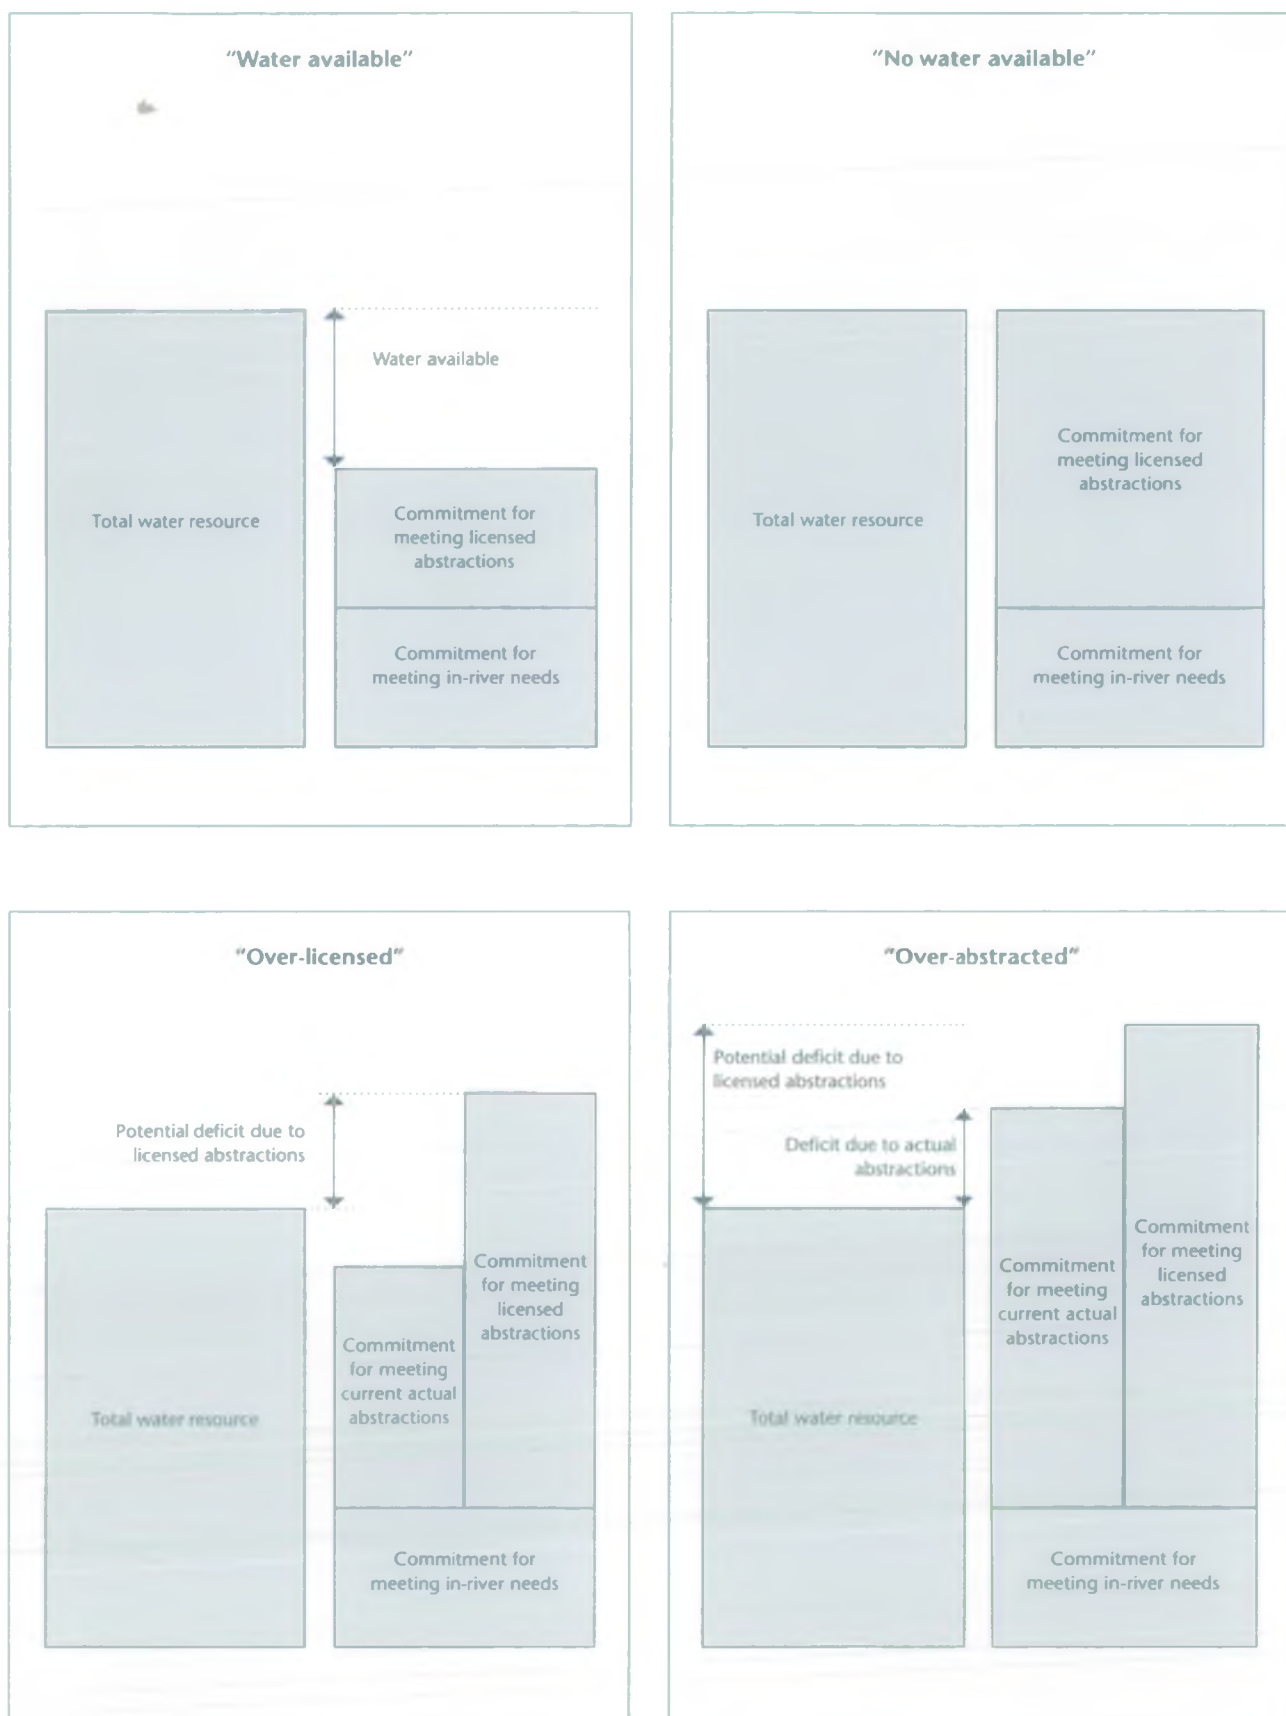 "Water available"
Water available
Total water resource
Commitment for
meeting licensed
abstractions
Commitment for
meeting in-river needs
"No water available"
Total water resource
Commitment for
meeting licensed
abstractions
Commitment for
meeting in-river needs
"Over-licensed"
Potential deficit due to
licensed abstractions
Total water resource
Commitment
for meeting
current actual
abstractions
Commitment
for meeting
licensed
abstractions
Commitment for
meeting in-river needs
"Over-abstracted"
Potential deficit due to
licensed abstractions
Deficit due to actual
abstractions
Total water resource
Commitment
for meeting
current actual
abstractions
Commitment
for meeting
licensed
abstractions
Commitment for
meeting in-river needs